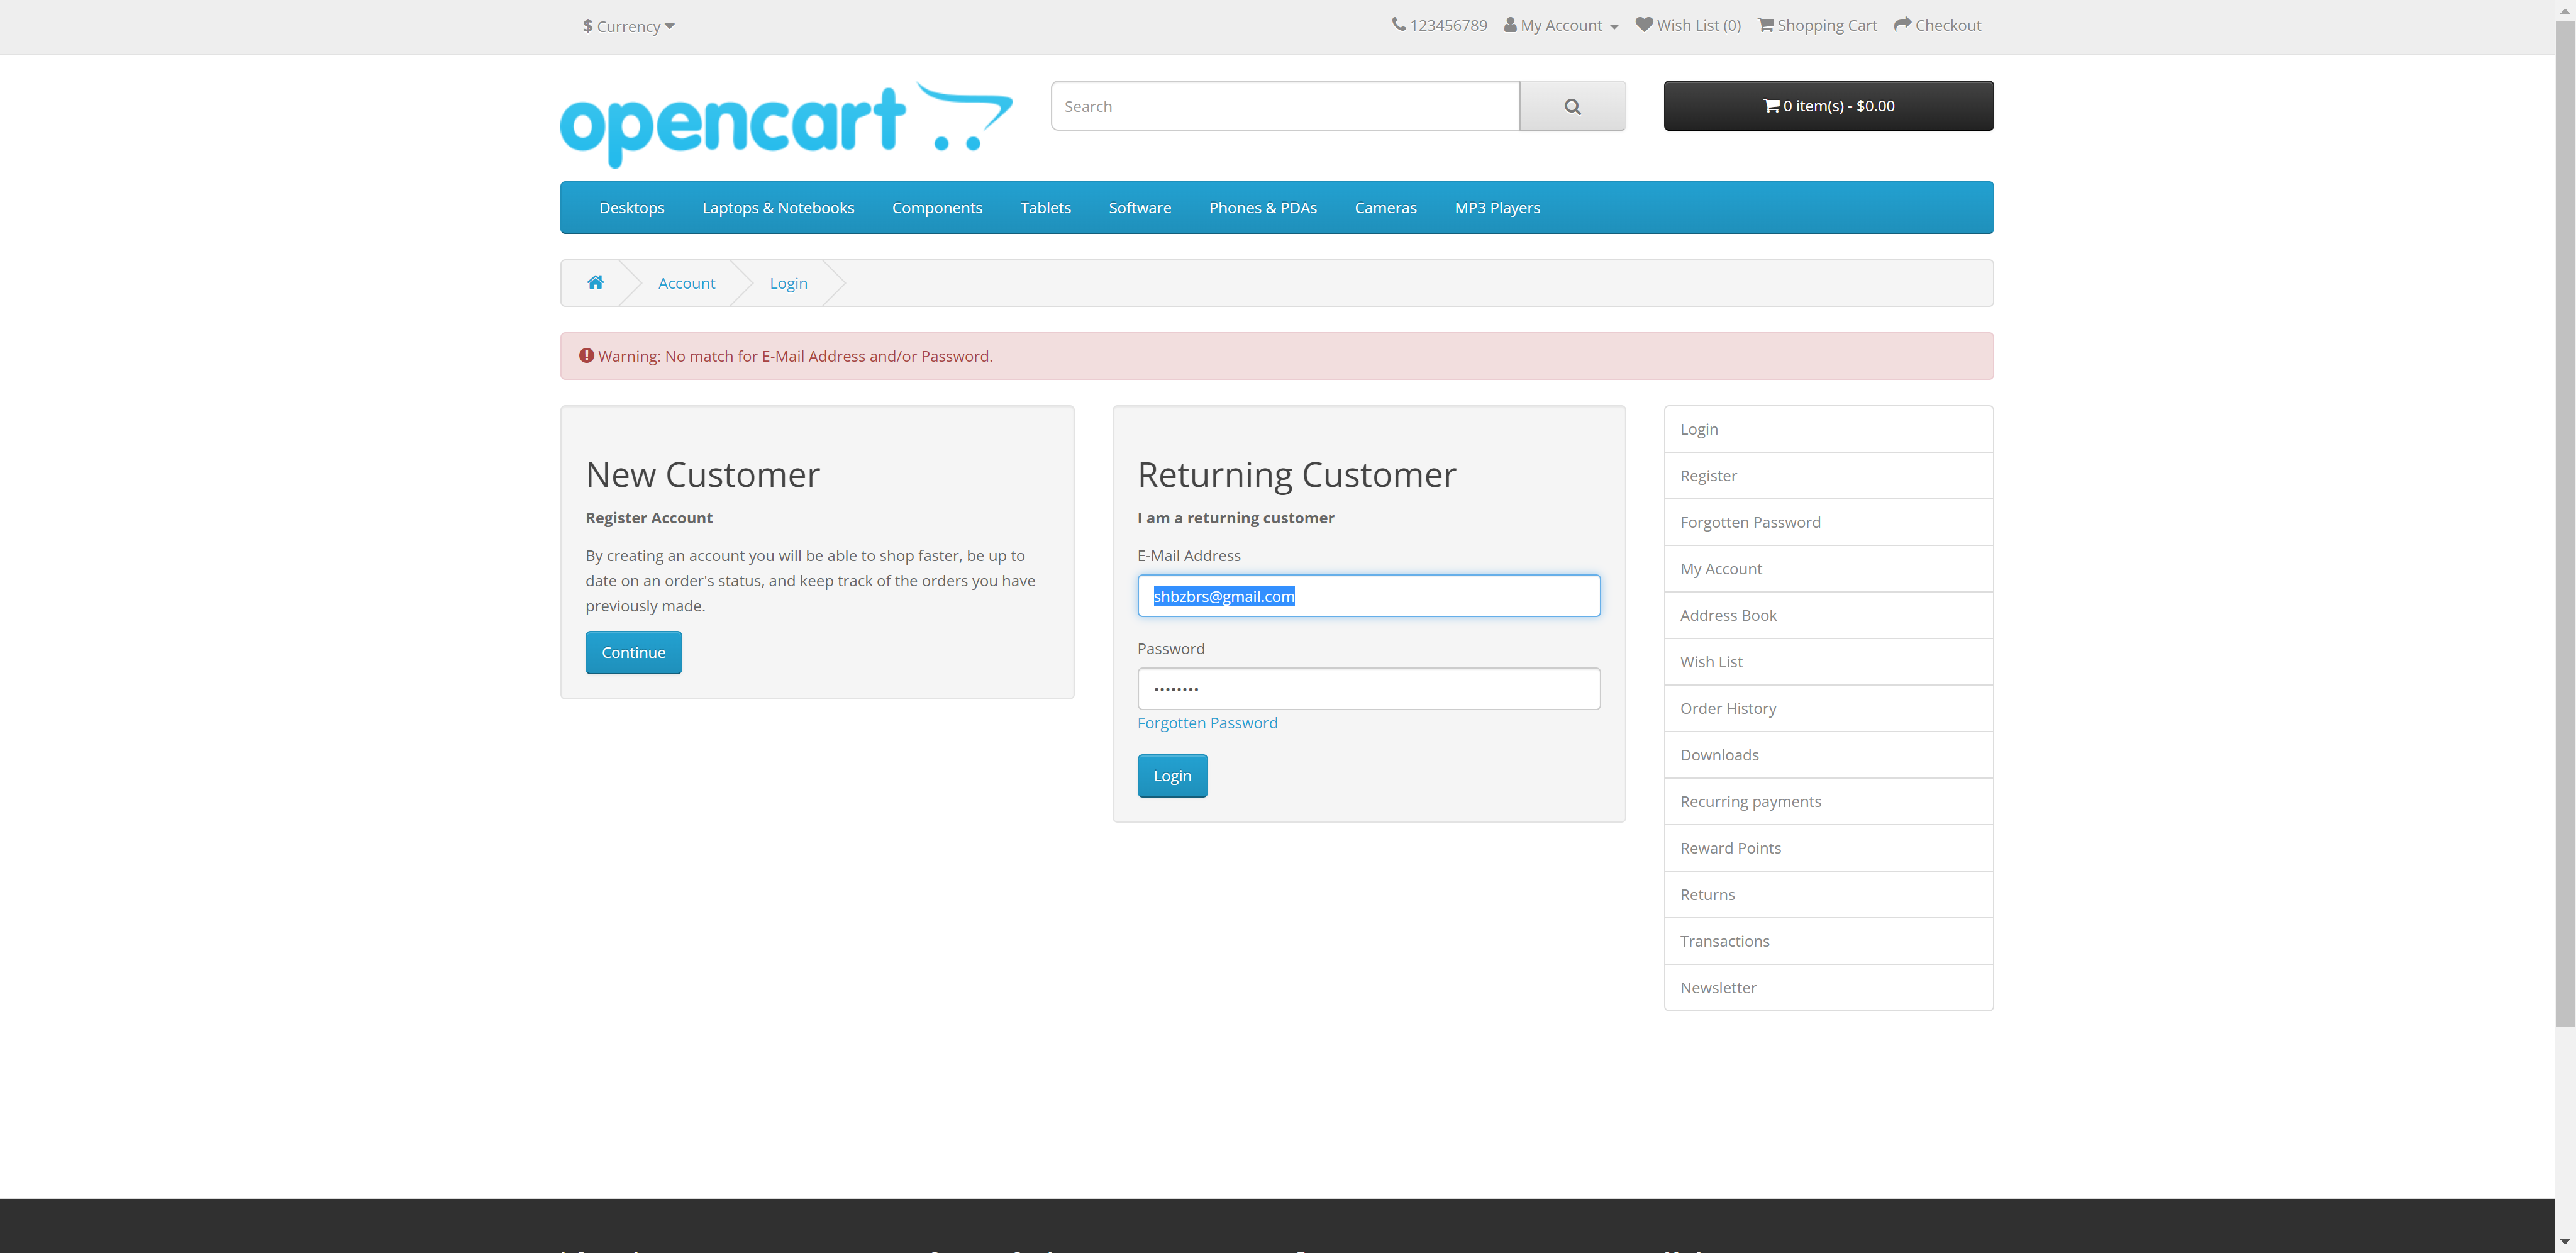 $ Currency
123456789 My Account Wish List (0) Shopping Cart Checkout
opencart
Search
0 item(s) - $0.00
Desktops Laptops & Notebooks Components Tablets Software Phones & PDAs Cameras MP3 Players
Account Login
Warning: No match for E-Mail Address and/or Password.
New Customer
Register Account
By creating an account you will be able to shop faster, be up to
date on an order's status, and keep track of the orders you have
previously made.
Continue
Returning Customer
I am a returning customer
E-Mail Address
shbzbrs@gmail.com
Password
••••••••
Forgotten Password
Login
Login
Register
Forgotten Password
My Account
Address Book
Wish List
Order History
Downloads
Recurring payments
Reward Points
Returns
Transactions
Newsletter